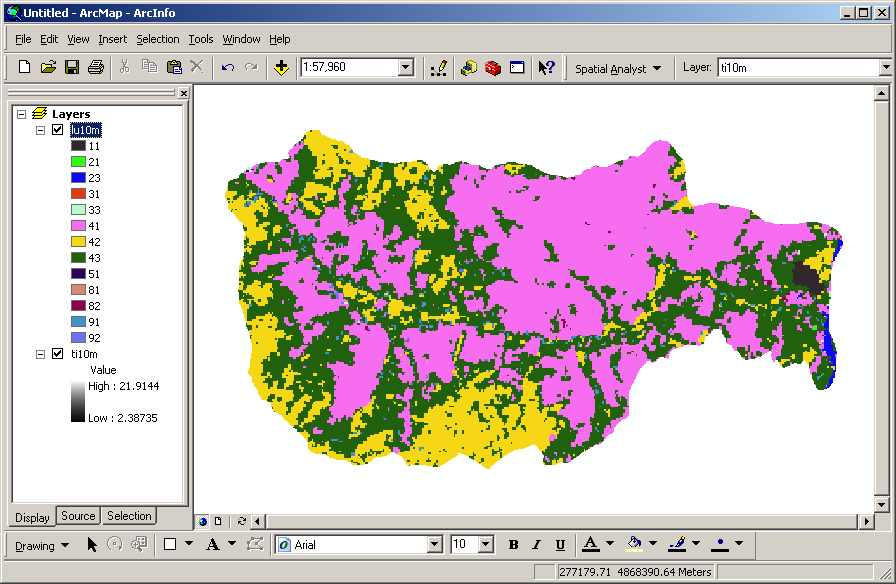 Untitled - ArcMap - ArcInfo
File Edit View Insert Selection Tools Window Help
1:57,960 Spatial Analyst Layer: ti10m
Layers
lu10m
11
21
23
31
33
41
42
43
51
81
82
91
92
ti10m
Value
High : 21.9144
Low : 2.38735
Display Source Selection
Drawing A Arial 10 B I U A
277179.71 4868390.64 Meters